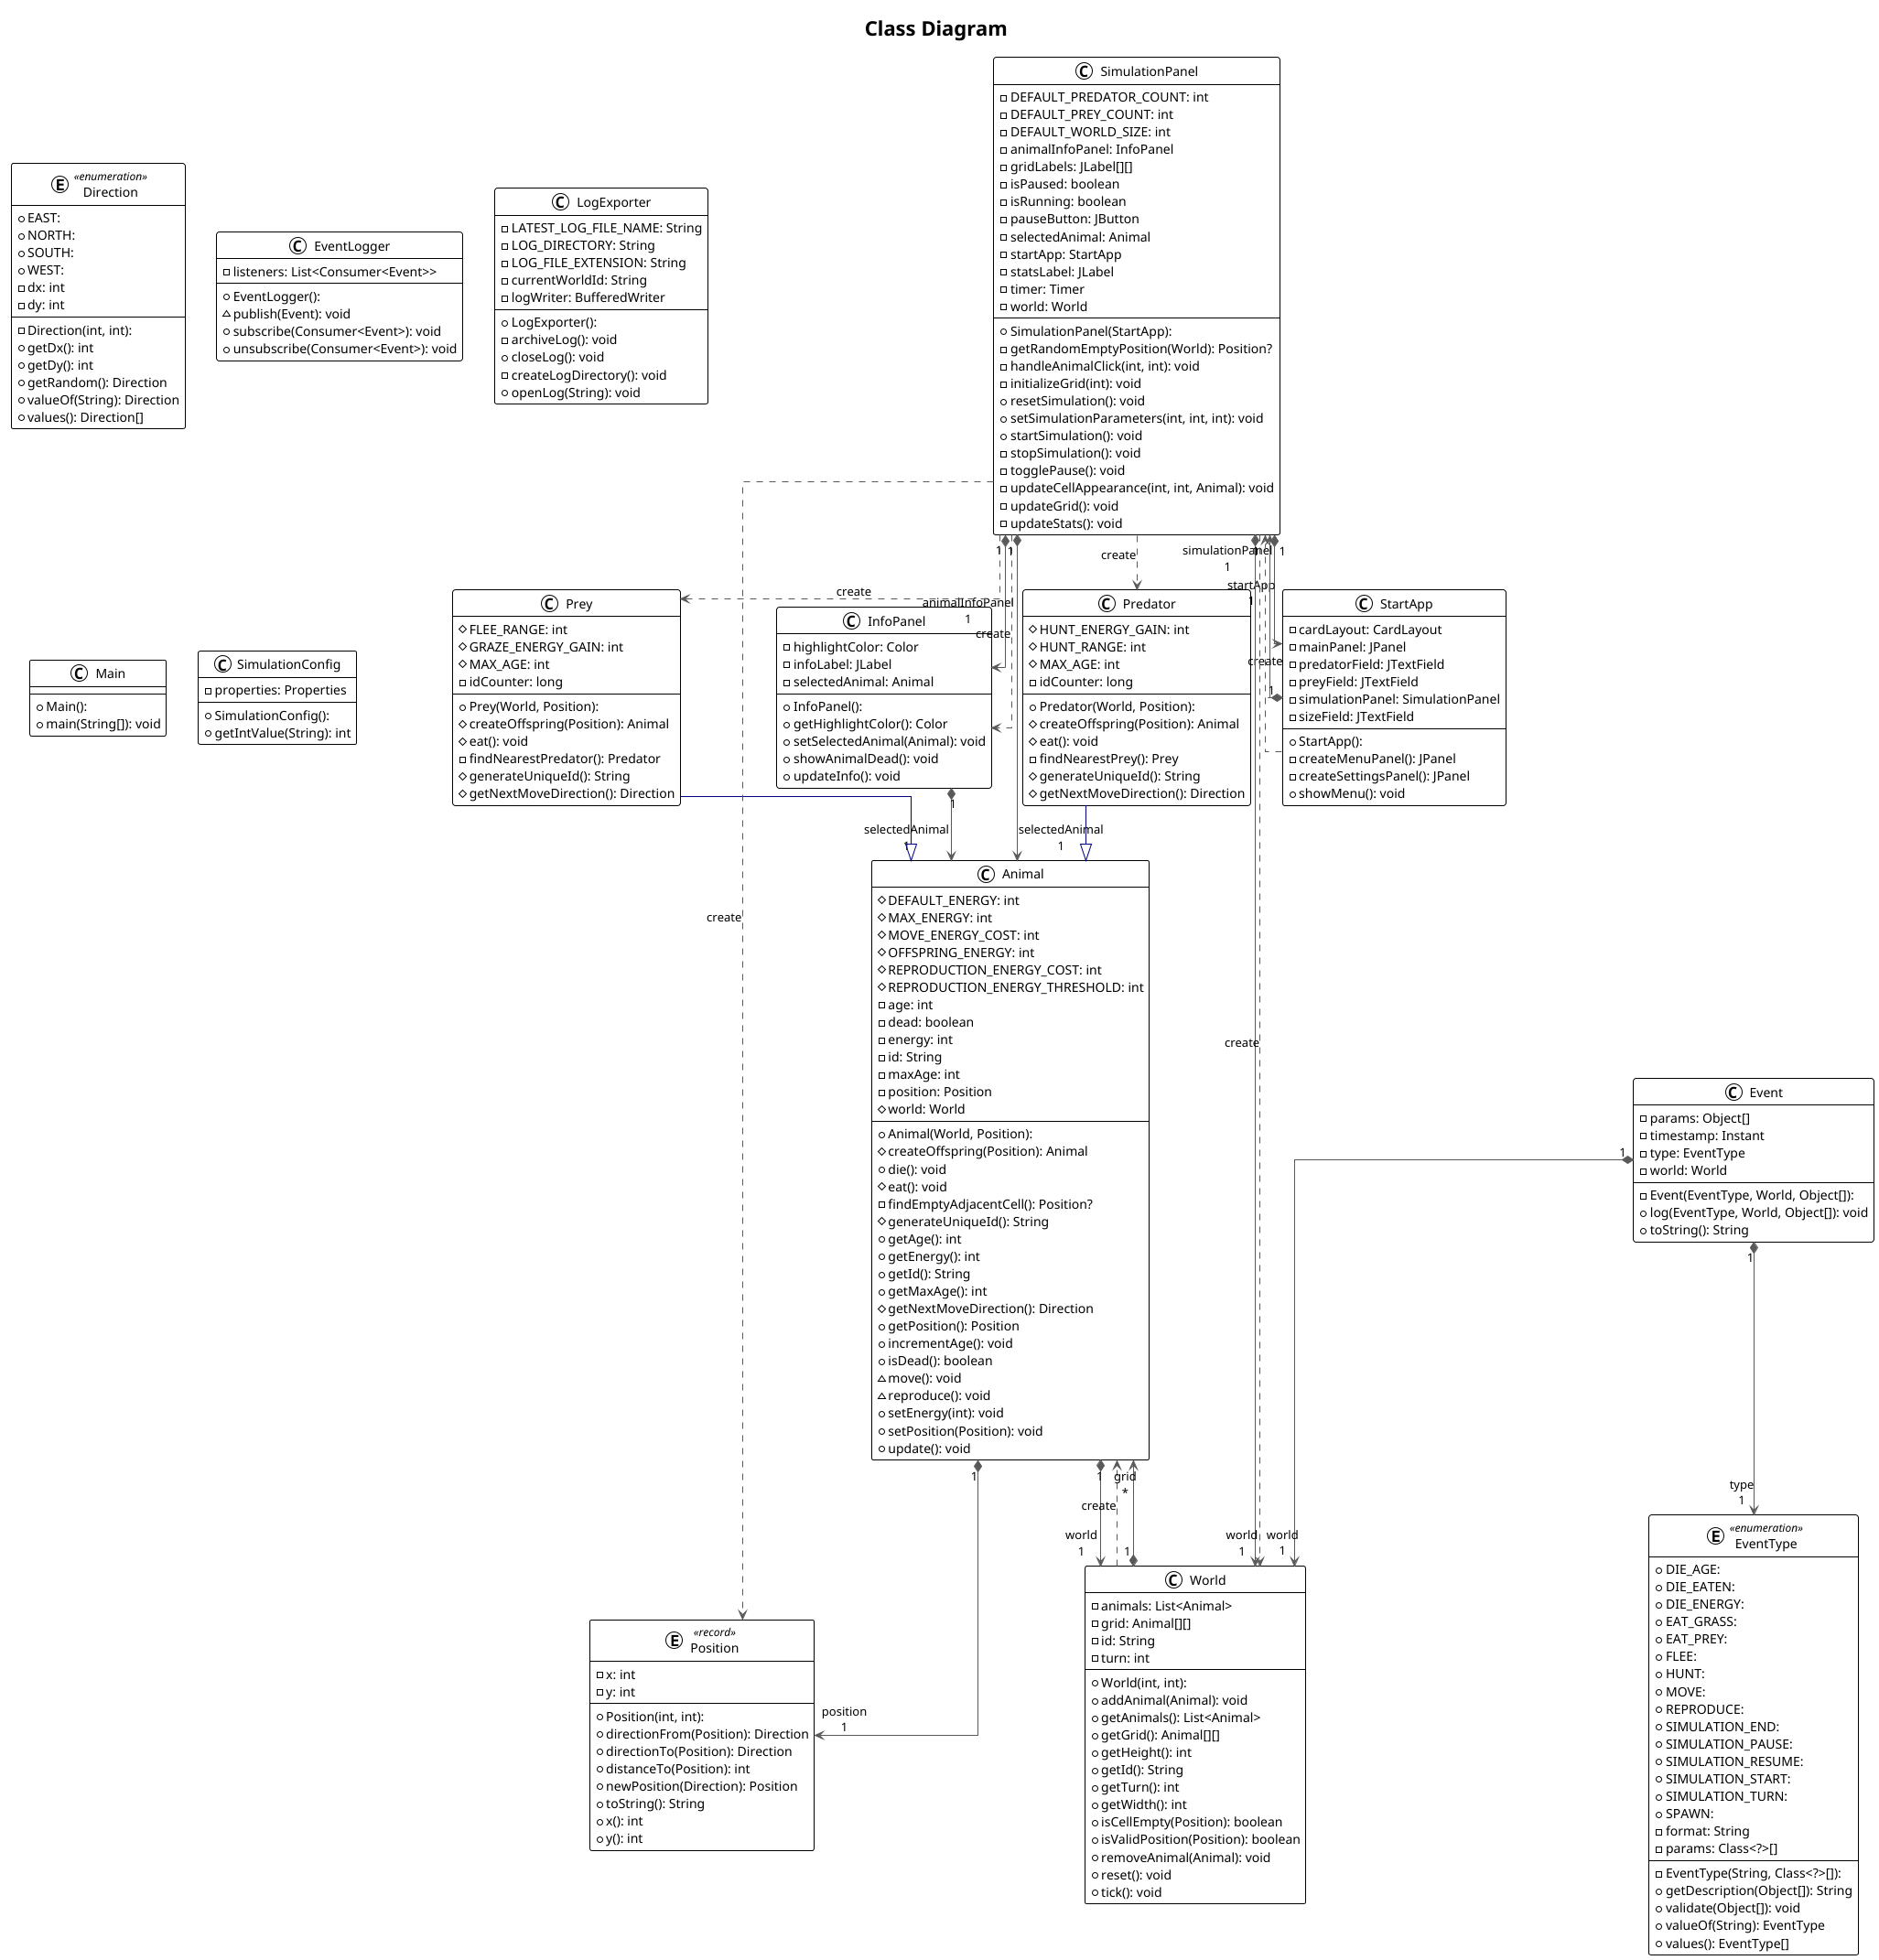 Class Diagram
SimulationPanel
DEFAULT_PREDATOR_COUNT: int
DEFAULT_PREY_COUNT: int
DEFAULT_WORLD_SIZE: int
animalInfoPanel: InfoPanel
gridLabels: JLabel[][]
isPaused: boolean
isRunning: boolean
pauseButton: JButton
selectedAnimal: Animal
startApp: StartApp
statsLabel: JLabel
timer: Timer
world: World
SimulationPanel(StartApp):
getRandomEmptyPosition(World): Position?
handleAnimalClick(int, int): void
initializeGrid(int): void
resetSimulation(): void
setSimulationParameters(int, int, int): void
startSimulation(): void
stopSimulation(): void
togglePause(): void
updateCellAppearance(int, int, Animal): void
updateGrid(): void
updateStats(): void
«enumeration»
Direction
EAST:
NORTH:
SOUTH:
WEST:
dx: int
dy: int
Direction(int, int):
getDx(): int
getDy(): int
getRandom(): Direction
valueOf(String): Direction
values(): Direction[]
EventLogger
listeners: List<Consumer<Event>>
EventLogger():
~publish(Event): void
subscribe(Consumer<Event>): void
unsubscribe(Consumer<Event>): void
LogExporter
LATEST_LOG_FILE_NAME: String
LOG_DIRECTORY: String
LOG_FILE_EXTENSION: String
currentWorldId: String
logWriter: BufferedWriter
LogExporter():
archiveLog(): void
closeLog(): void
createLogDirectory(): void
openLog(String): void
1
1
1
1
create
simulationPanel
1
startApp
1
create
create
animalInfoPanel
1
create
1
Main
Main():
main(String[]): void
SimulationConfig
properties: Properties
SimulationConfig():
getIntValue(String): int
Prey
#FLEE_RANGE: int
#GRAZE_ENERGY_GAIN: int
#MAX_AGE: int
idCounter: long
Prey(World, Position):
#createOffspring(Position): Animal
#eat(): void
findNearestPredator(): Predator
#generateUniqueId(): String
#getNextMoveDirection(): Direction
InfoPanel
highlightColor: Color
infoLabel: JLabel
selectedAnimal: Animal
InfoPanel():
getHighlightColor(): Color
setSelectedAnimal(Animal): void
showAnimalDead(): void
updateInfo(): void
Predator
#HUNT_ENERGY_GAIN: int
#HUNT_RANGE: int
#MAX_AGE: int
idCounter: long
Predator(World, Position):
#createOffspring(Position): Animal
#eat(): void
findNearestPrey(): Prey
#generateUniqueId(): String
#getNextMoveDirection(): Direction
StartApp
cardLayout: CardLayout
mainPanel: JPanel
predatorField: JTextField
preyField: JTextField
simulationPanel: SimulationPanel
sizeField: JTextField
StartApp():
createMenuPanel(): JPanel
createSettingsPanel(): JPanel
showMenu(): void
1
selectedAnimal
1
selectedAnimal
1
create
Animal
#DEFAULT_ENERGY: int
#MAX_ENERGY: int
#MOVE_ENERGY_COST: int
#OFFSPRING_ENERGY: int
#REPRODUCTION_ENERGY_COST: int
#REPRODUCTION_ENERGY_THRESHOLD: int
age: int
dead: boolean
energy: int
id: String
maxAge: int
position: Position
#world: World
Animal(World, Position):
#createOffspring(Position): Animal
die(): void
#eat(): void
findEmptyAdjacentCell(): Position?
#generateUniqueId(): String
getAge(): int
getEnergy(): int
getId(): String
getMaxAge(): int
#getNextMoveDirection(): Direction
getPosition(): Position
incrementAge(): void
isDead(): boolean
~move(): void
~reproduce(): void
setEnergy(int): void
setPosition(Position): void
update(): void
create
Event
params: Object[]
timestamp: Instant
type: EventType
world: World
Event(EventType, World, Object[]):
log(EventType, World, Object[]): void
toString(): String
1
1
1
1
grid
*
create
world
1
1
world
1
world
1
type
1
«record»
Position
x: int
y: int
Position(int, int):
directionFrom(Position): Direction
directionTo(Position): Direction
distanceTo(Position): int
newPosition(Direction): Position
toString(): String
x(): int
y(): int
position
1
World
animals: List<Animal>
grid: Animal[][]
id: String
turn: int
World(int, int):
addAnimal(Animal): void
getAnimals(): List<Animal>
getGrid(): Animal[][]
getHeight(): int
getId(): String
getTurn(): int
getWidth(): int
isCellEmpty(Position): boolean
isValidPosition(Position): boolean
removeAnimal(Animal): void
reset(): void
tick(): void
«enumeration»
EventType
DIE_AGE:
DIE_EATEN:
DIE_ENERGY:
EAT_GRASS:
EAT_PREY:
FLEE:
HUNT:
MOVE:
REPRODUCE:
SIMULATION_END:
SIMULATION_PAUSE:
SIMULATION_RESUME:
SIMULATION_START:
SIMULATION_TURN:
SPAWN:
format: String
params: Class<?>[]
EventType(String, Class<?>[]):
getDescription(Object[]): String
validate(Object[]): void
valueOf(String): EventType
values(): EventType[]